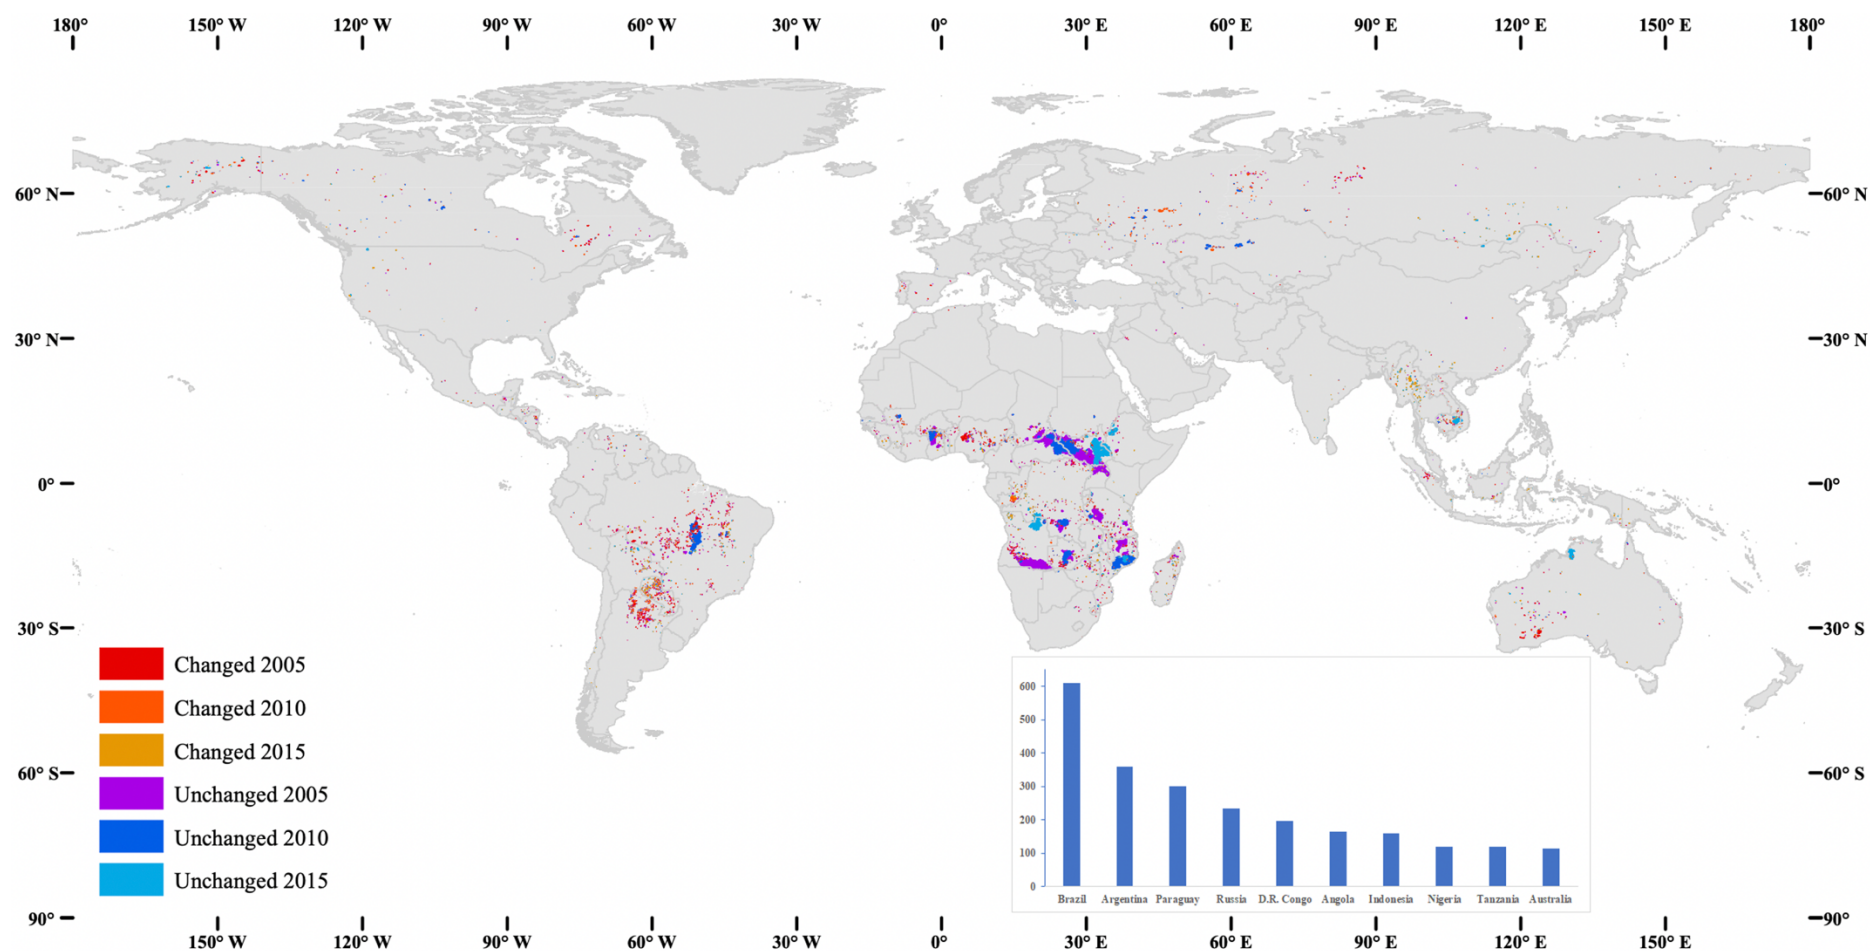 180° 150° W 120° W 90° W 60° W 30° W 0° 30° E 60° E 90° E 120° E 150° E 180°
60° N 60° N
30° N 30° N
0° 0°
30° S 30° S
Changed 2005
Changed 2010
Changed 2015
60° S 60° S
Unchanged 2005
Unchanged 2010
Unchanged 2015
600
500
400
300
200
100
0
Brazil Argentina Paraguay Russia D.R. Congo Angola Indonesia Nigeria Tanzania Australia
90° 90°
150° W 120° W 90° W 60° W 30° W 0° 30° E 60° E 90° E 120° E 150° E